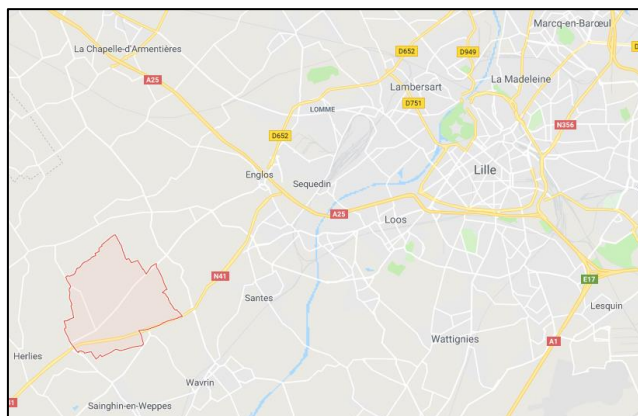 Marcq-en-Barœul
La Chapelle-d'Armentières
D652
D949
A25
Lambersart
La Madeleine
LOMME
D751
N356
D652
Englos
Sequedin
Lille
A25
Loos
N41
E17
Santes
Lesquin
Wattignies
A1
Herlies
Wavrin
Sainghin-en-Weppes